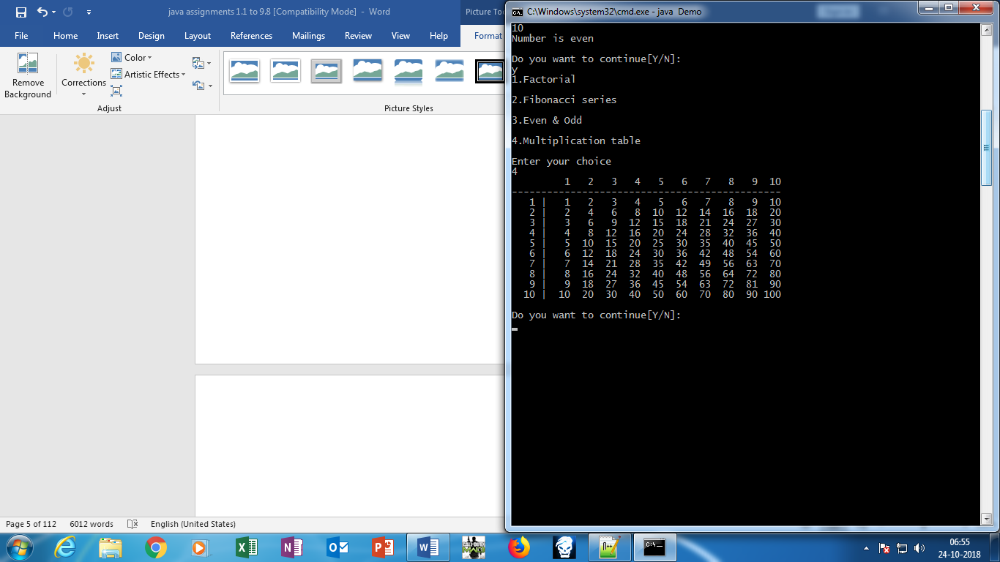 java assignments 1.1 to 9.8 [Compatibility Mode] - Word
Picture Too
File Home Insert Design Layout References Mailings Review View Help Format
Remove Background
Corrections
Color
Artistic Effects
Adjust
Picture Styles
Page 5 of 112 6012 words English (United States)
C:\Windows\system32\cmd.exe - java Demo
10
Number is even
Do you want to continue[Y/N]:
y
1.Factorial
2.Fibonacci series
3.Even & Odd
4.Multiplication table
Enter your choice
4
1 2 3 4 5 6 7 8 9 10
----------------------------------------------
1 | 1 2 3 4 5 6 7 8 9 10
2 | 2 4 6 8 10 12 14 16 18 20
3 | 3 6 9 12 15 18 21 24 27 30
4 | 4 8 12 16 20 24 28 32 36 40
5 | 5 10 15 20 25 30 35 40 45 50
6 | 6 12 18 24 30 36 42 48 54 60
7 | 7 14 21 28 35 42 49 56 63 70
8 | 8 16 24 32 40 48 56 64 72 80
9 | 9 18 27 36 45 54 63 72 81 90
10 | 10 20 30 40 50 60 70 80 90 100
Do you want to continue[Y/N]:
06:55
24-10-2018